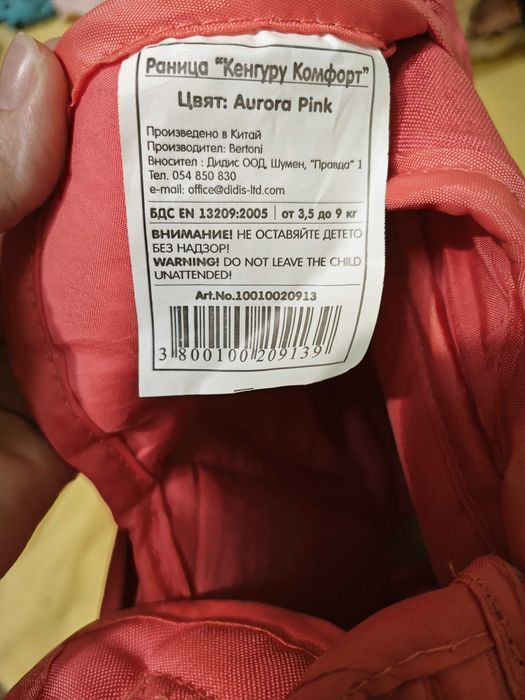 Раница "Кенгуру Комфорт"
Цвят: Aurora Pink
Произведено в Китай
Производител: Bertoni
Вносител : Дидис ООД, Шумен, "Правда" 1
Тел. 054 850 830
e-mail: office@didis-ltd.com
БДС EN 13209:2005 | от 3,5 до 9 кг
ВНИМАНИЕ! НЕ ОСТАВЯЙТЕ ДЕТЕТО
БЕЗ НАДЗОР!
WARNING! DO NOT LEAVE THE CHILD
UNATTENDED!
Art.No.10010020913
3 800100 209139